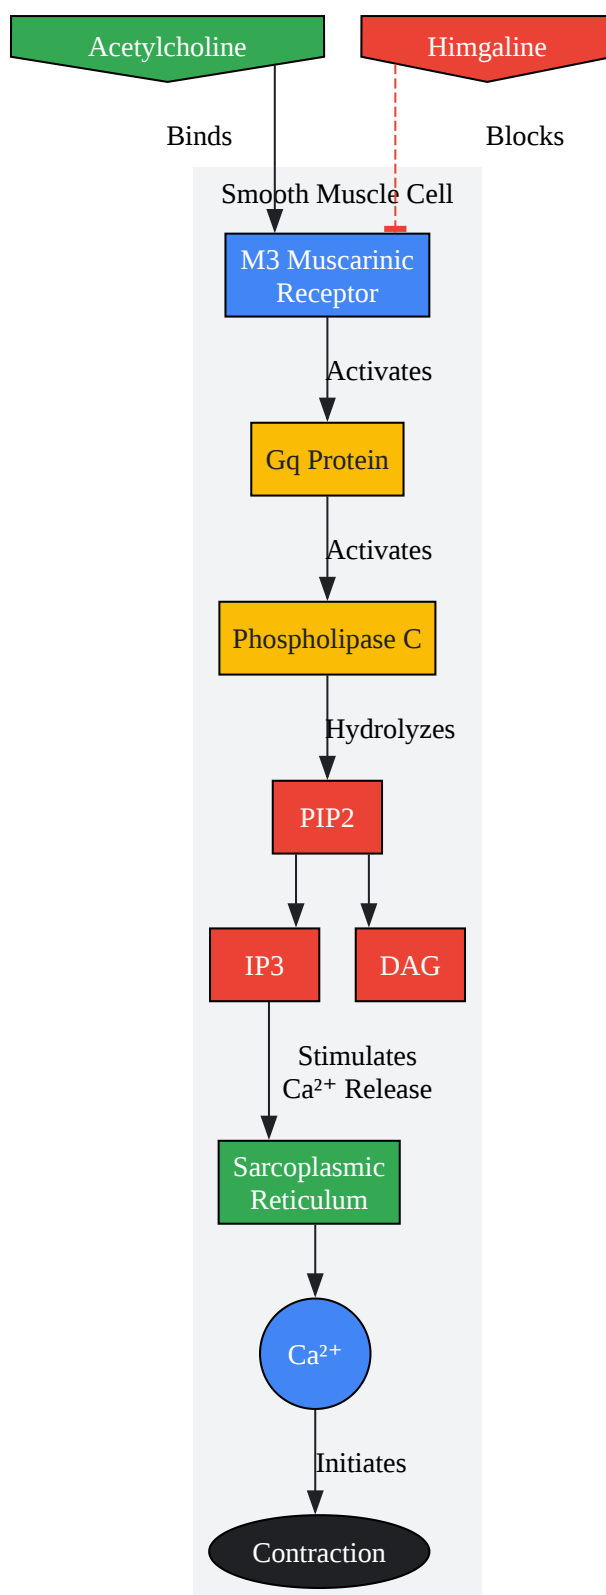 Acetylcholine
Himgaline
Binds
Blocks
Smooth Muscle Cell
M3 Muscarinic
Receptor
Activates
Gq Protein
Activates
Phospholipase C
Hydrolyzes
PIP2
IP3
DAG
Stimulates
Ca²⁺ Release
Sarcoplasmic
Reticulum
Ca²⁺
Initiates
Contraction